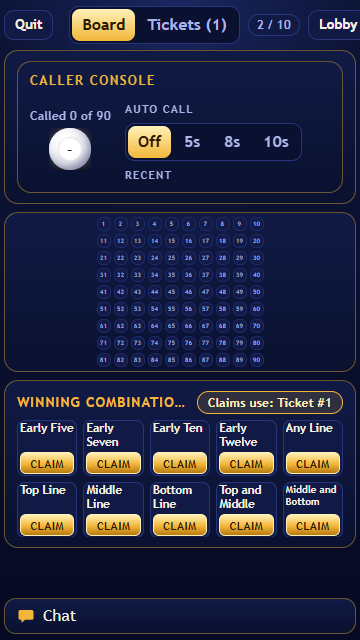 Quit Board Tickets (1) 2 / 10 Lobby
CALLER CONSOLE
Called 0 of 90
-
AUTO CALL
Off 5s 8s 10s
RECENT
1 2 3 4 5 6 7 8 9 10
11 12 13 14 15 16 17 18 19 20
21 22 23 24 25 26 27 28 29 30
31 32 33 34 35 36 37 38 39 40
41 42 43 44 45 46 47 48 49 50
51 52 53 54 55 56 57 58 59 60
61 62 63 64 65 66 67 68 69 70
71 72 73 74 75 76 77 78 79 80
81 82 83 84 85 86 87 88 89 90
WINNING COMBINATIO... Claims use: Ticket #1
Early Five
CLAIM
Early
Seven
CLAIM
Early Ten
CLAIM
Early
Twelve
CLAIM
Any Line
CLAIM
Top Line
CLAIM
Middle
Line
CLAIM
Bottom
Line
CLAIM
Top and
Middle
CLAIM
Middle and
Bottom
CLAIM
Chat